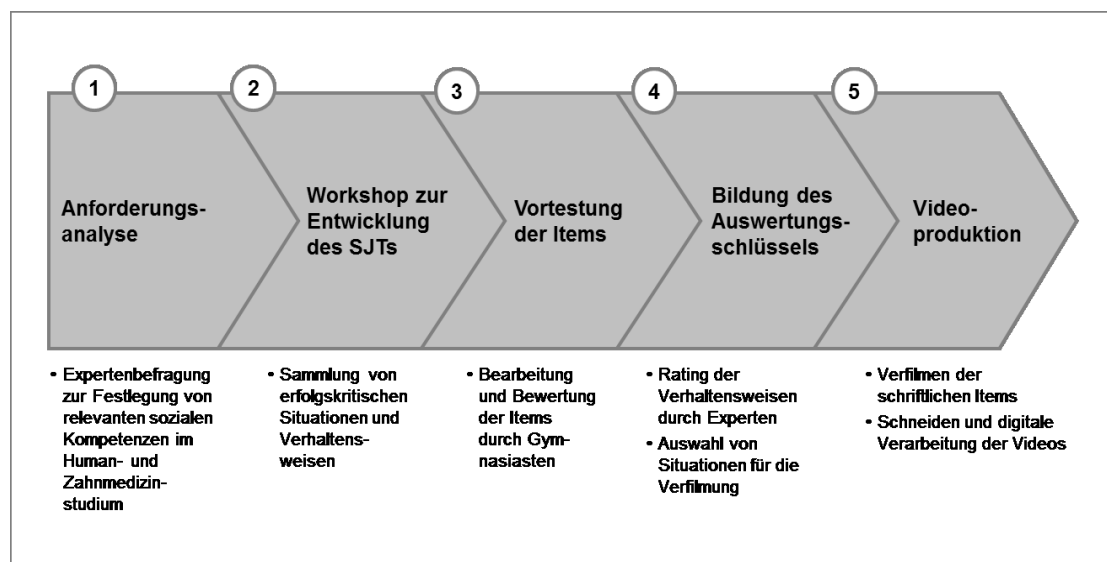 1
Anforderungs-
analyse
2
Workshop zur
Entwicklung
des SJTs
3
Vortestung
der Items
4
Bildung des
Auswertungs-
schlüssels
5
Video-
produktion
• Expertenbefragung
zur Festlegung von
relevanten sozialen
Kompetenzen im
Human- und
Zahnmedizin-
studium
• Sammlung von
erfolgskritischen
Situationen und
Verhaltens-
weisen
• Bearbeitung
und Bewertung
der Items
durch Gym-
nasiasten
• Rating der
Verhaltensweisen
durch Experten
• Auswahl von
Situationen für die
Verfilmung
• Verfilmen der
schriftlichen Items
• Schneiden und digitale
Verarbeitung der Videos